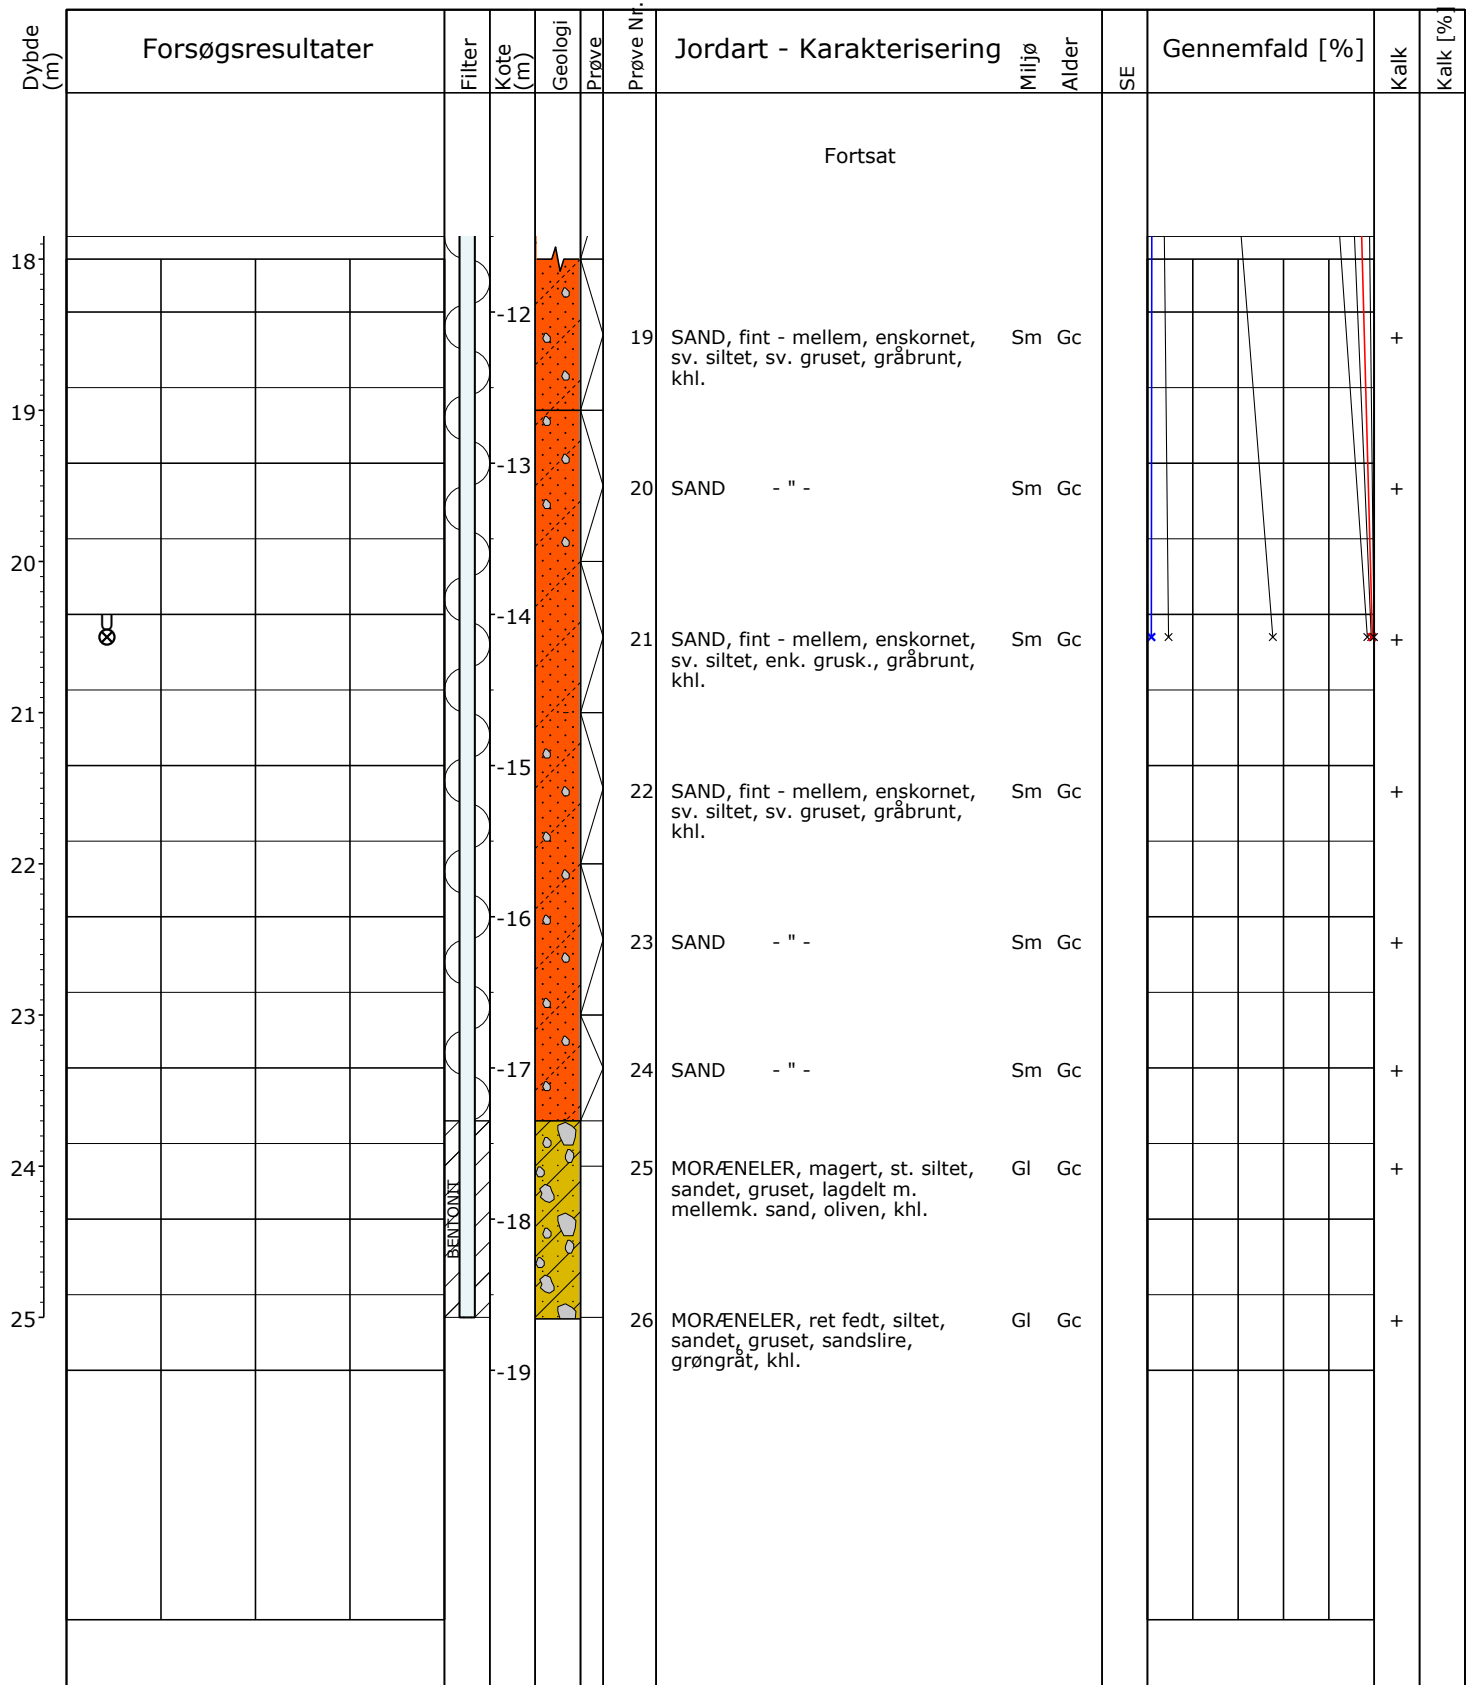 Dybde (m)
Forsøgsresultater
Filter
Kote (m)
Geologi
Prøve
Prøve Nr.
Jordart - Karakterisering
Miljø
Alder
SE
Gennemfald [%]
Kalk
Kalk [%]
Fortsat
18
-12
19 SAND, fint - mellem, enskornet, Sm Gc +
sv. siltet, sv. gruset, gråbrunt,
khl.
19
-13
20 SAND - " - Sm Gc +
20
-14
21 SAND, fint - mellem, enskornet, Sm Gc +
sv. siltet, enk. grusk., gråbrunt,
khl.
21
-15
22 SAND, fint - mellem, enskornet, Sm Gc +
sv. siltet, sv. gruset, gråbrunt,
khl.
22
-16
23 SAND - " - Sm Gc +
23
-17
24 SAND - " - Sm Gc +
24
25 MORÆNELER, magert, st. siltet, Gl Gc +
sandet, gruset, lagdelt m.
mellemk. sand, oliven, khl.
BENTONIT
-18
25
26 MORÆNELER, ret fedt, siltet, Gl Gc +
sandet, gruset, sandslire,
grøngråt, khl.
-19